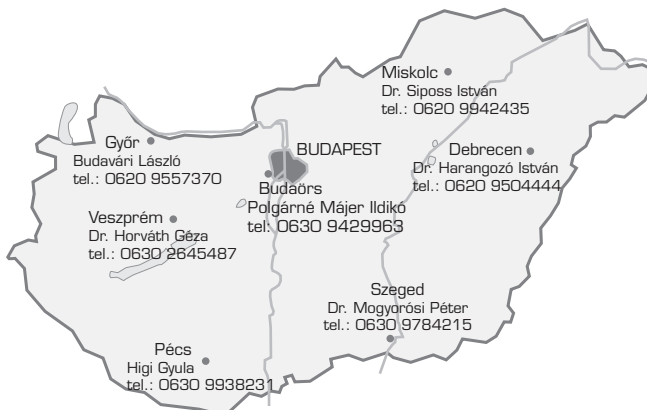 Miskolc
Dr. Siposs István
tel.: 0620 9942435
Győr
Budavári László
tel.: 0620 9557370
BUDAPEST
Debrecen
Dr. Harangozó István
tel.: 0620 9504444
Budaörs
Polgárné Májer Ildikó
tel: 0630 9429963
Veszprém
Dr. Horváth Géza
tel.: 0630 2645487
Szeged
Dr. Mogyorósi Péter
tel.: 0630 9784215
Pécs
Higi Gyula
tel.: 0630 9938231